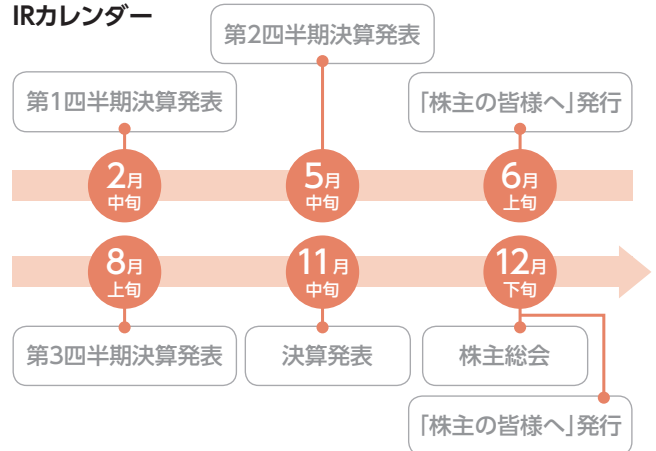 IRカレンダー
第2四半期決算発表
第1四半期決算発表
「株主の皆様へ」発行
2月
中旬
5月
中旬
6月
上旬
8月
上旬
11月
中旬
12月
下旬
第3四半期決算発表
決算発表
株主総会
「株主の皆様へ」発行